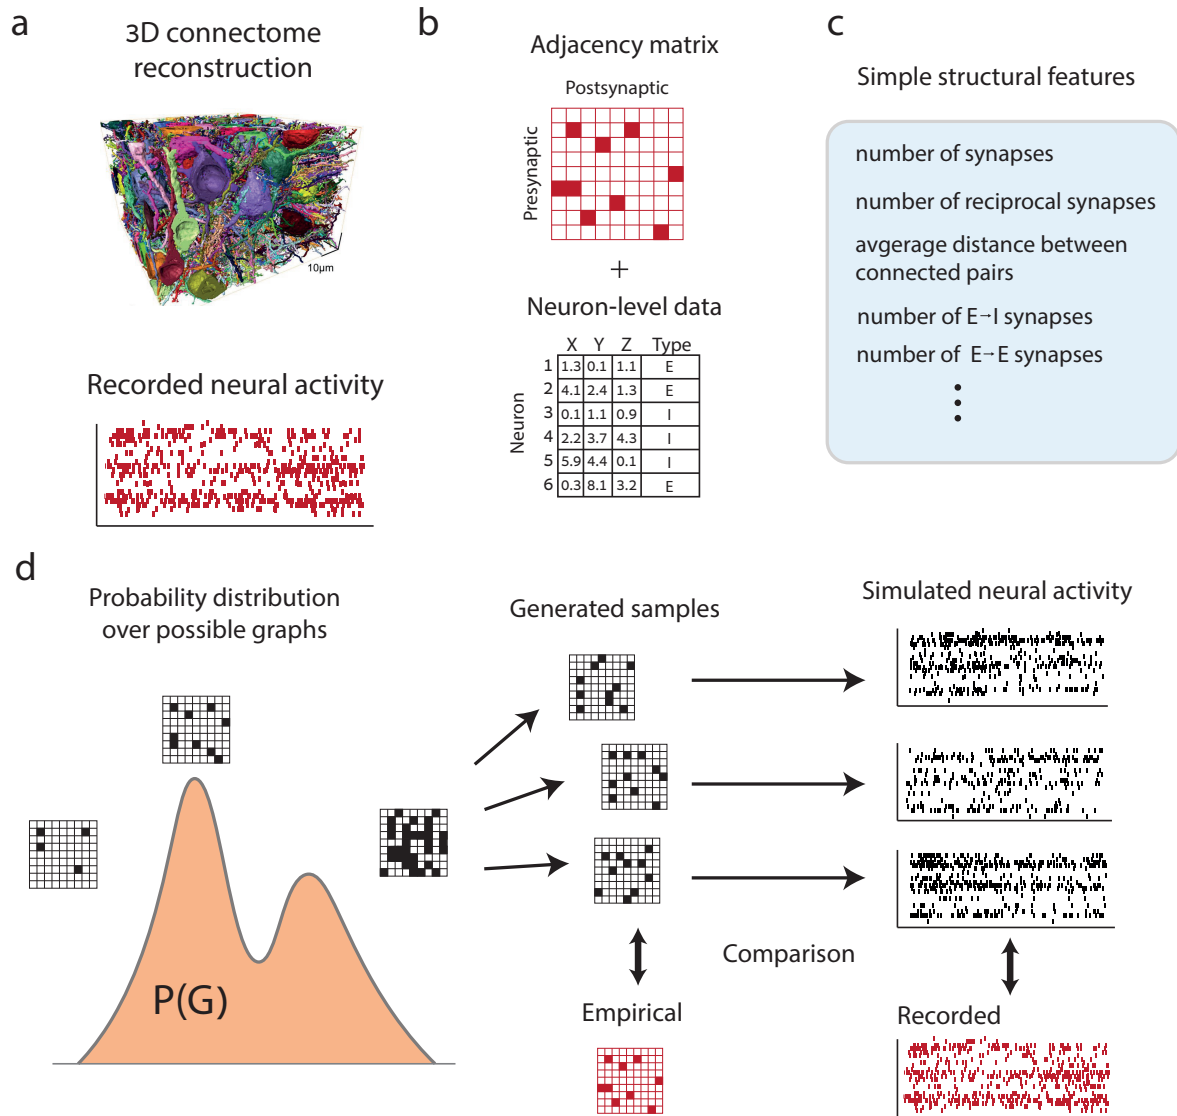 a
3D connectome
reconstruction
10μm
Recorded neural activity
b
Adjacency matrix
Postsynaptic
Presynaptic
+
Neuron-level data
X Y Z Type
Neuron
1 1.3 0.1 1.1 E
2 4.1 2.4 1.3 E
3 0.1 1.1 0.9 I
4 2.2 3.7 4.3 I
5 5.9 4.4 0.1 I
6 0.3 8.1 3.2 E
c
Simple structural features
number of synapses
number of reciprocal synapses
avgerage distance between
connected pairs
number of E→I synapses
number of E→E synapses
d
Probability distribution
over possible graphs
P(G)
Generated samples
Simulated neural activity
Comparison
Empirical
Recorded